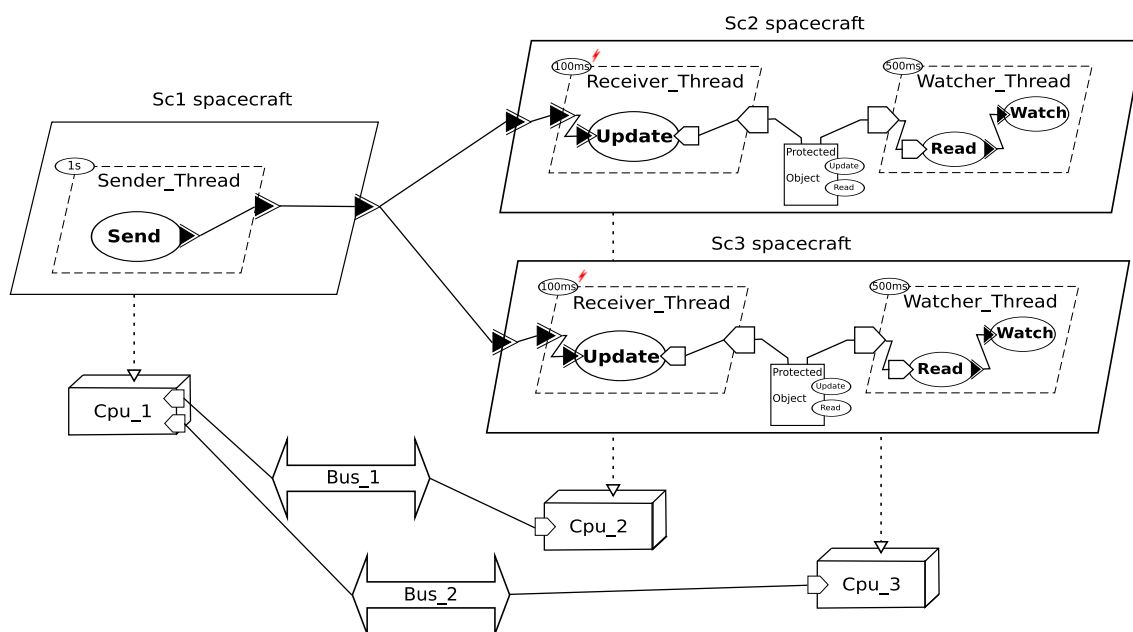 Sc2 spacecraft
100ms
Receiver_Thread
500ms
Watcher_Thread
Update
Protected
Object
Update
Read
Read
Watch
Sc1 spacecraft
1s
Sender_Thread
Send
Sc3 spacecraft
100ms
Receiver_Thread
500ms
Watcher_Thread
Update
Protected
Object
Update
Read
Read
Watch
Cpu_1
Bus_1
Cpu_2
Bus_2
Cpu_3